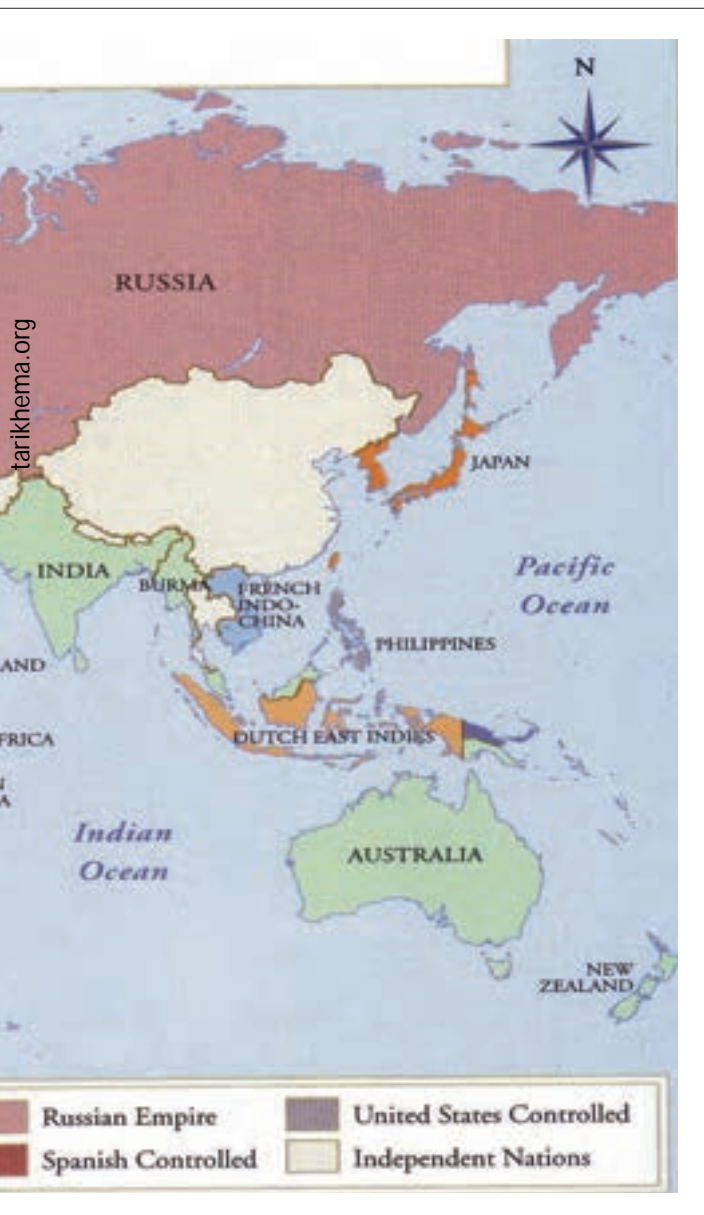 N
RUSSIA
tarikhema.org
JAPAN
INDIA
BURMA
FRENCH
INDO-
CHINA
Pacific
Ocean
PHILIPPINES
AND
FRICA
A
DUTCH EAST INDIES
Indian
Ocean
AUSTRALIA
NEW
ZEALAND
Russian Empire
United States Controlled
Spanish Controlled
Independent Nations